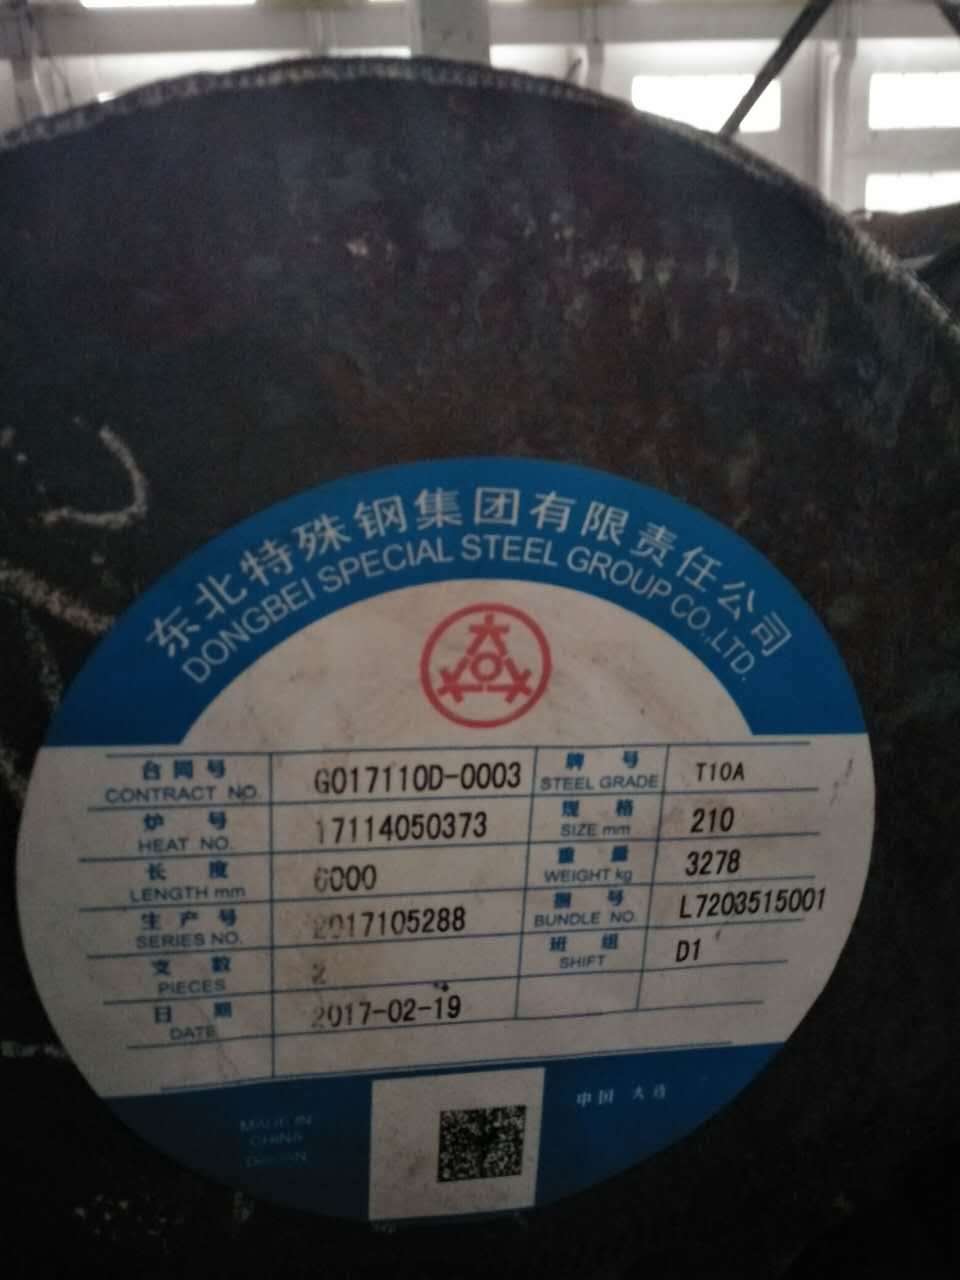 东北特殊钢集团有限责任公司
DONGBEI SPECIAL STEEL GROUP CO.,LTD.
合同号 G017110D-0003 牌号 T10A
CONTRACT NO. STEEL GRADE
炉号 17114050373 规格 210
HEAT NO. SIZE mm
长度 6000 重量 3278
LENGTH mm WEIGHT kg
生产号 2017105288 捆号 L7203515001
SERIES NO. BUNDLE NO.
支数 2 班组 D1
PIECES SHIFT
日期 2017-02-19
DATE
MADE IN 中国 大连
CHINA
DALIAN